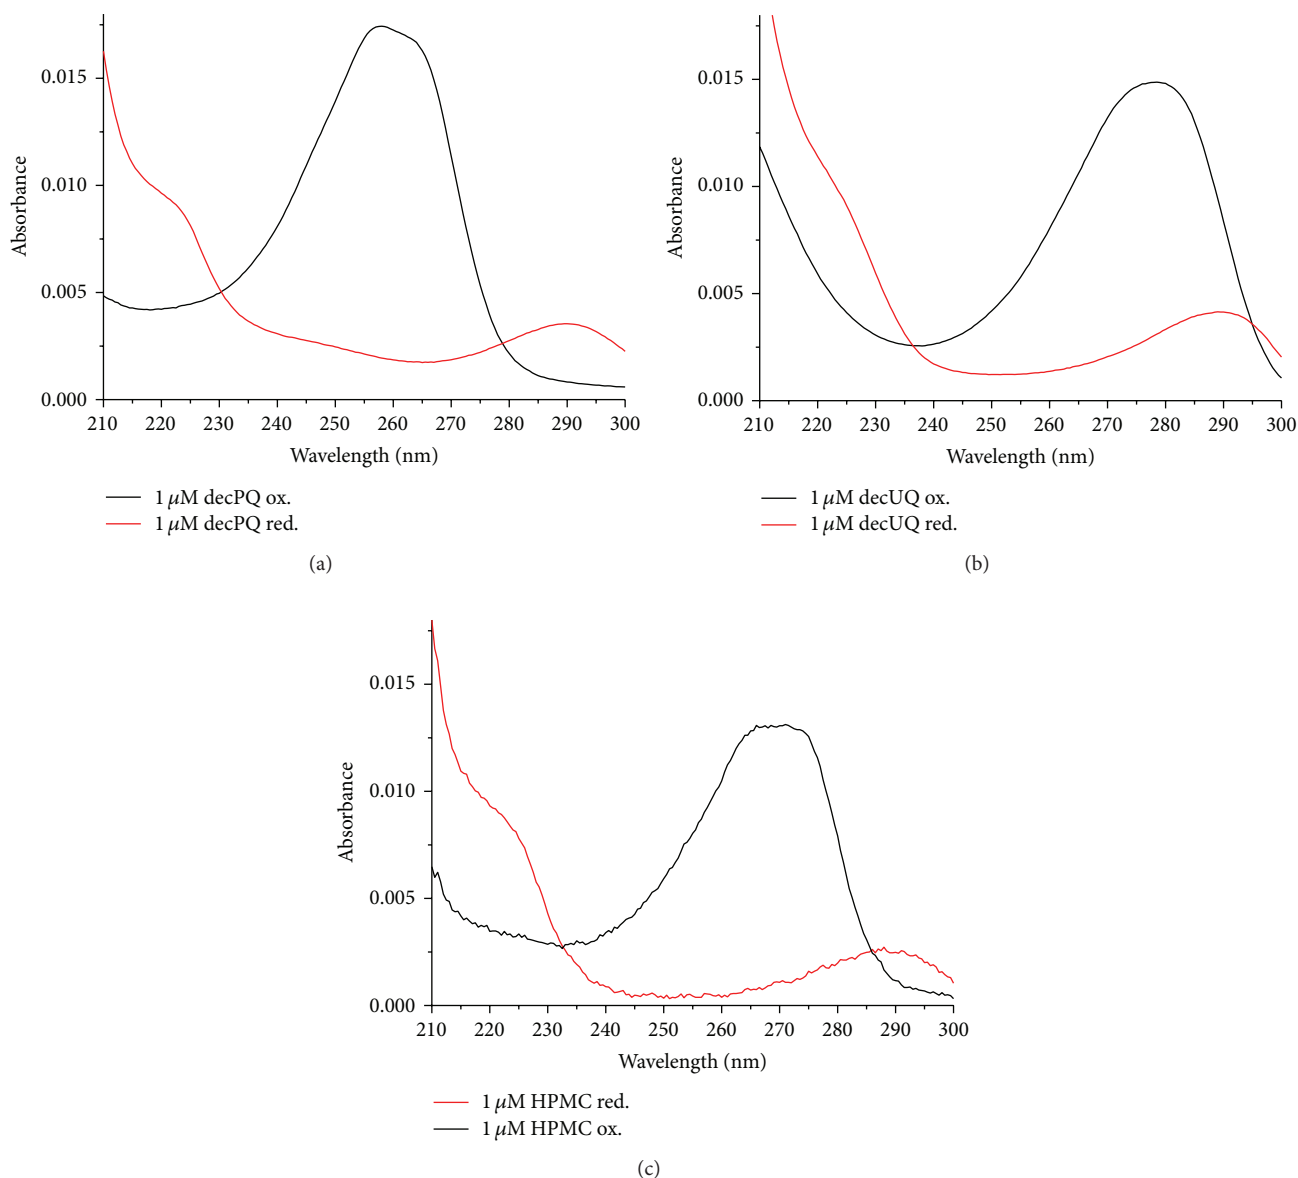 0.015
0.010
0.005
0.000
Absorbance
210 220 230 240 250 260 270 280 290 300
Wavelength (nm)
1 μM decPQ ox.
1 μM decPQ red.
(a)
0.015
0.010
0.005
0.000
Absorbance
210 220 230 240 250 260 270 280 290 300
Wavelength (nm)
1 μM decUQ ox.
1 μM decUQ red.
(b)
0.015
0.010
0.005
0.000
Absorbance
210 220 230 240 250 260 270 280 290 300
Wavelength (nm)
1 μM HPMC red.
1 μM HPMC ox.
(c)